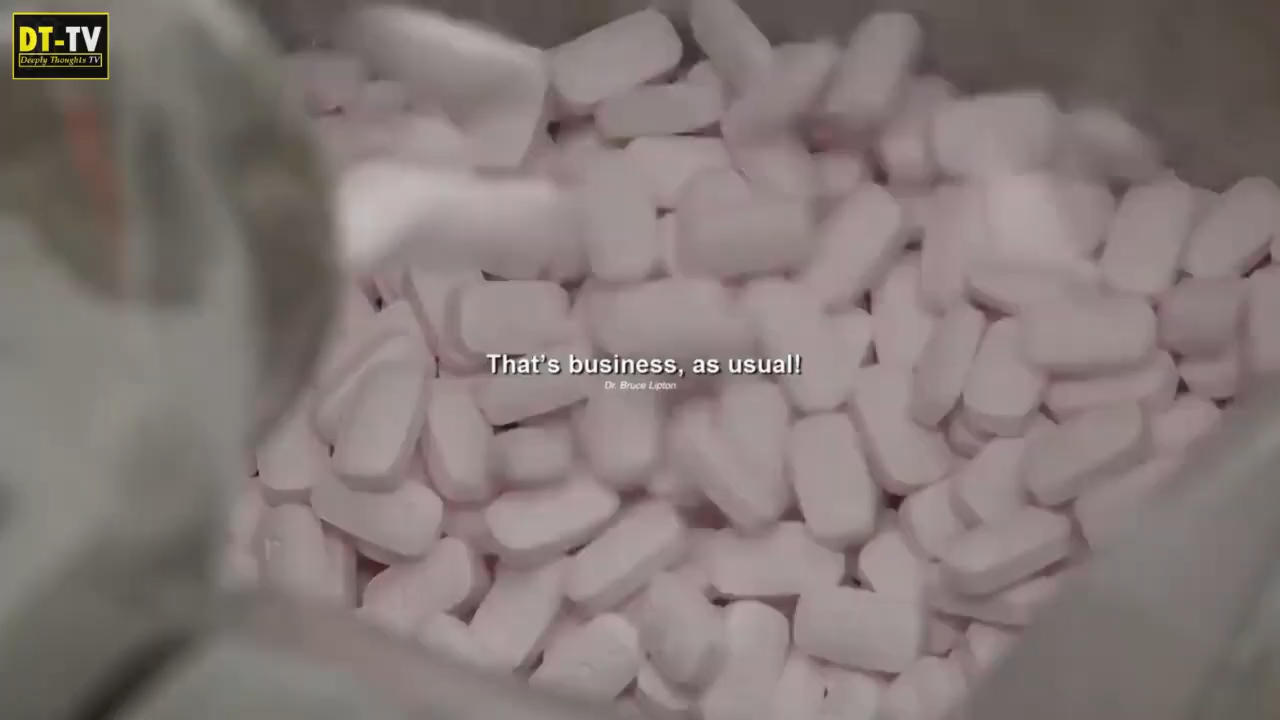 DT-TV
Deeply Thoughts TV
That's business, as usual!
Dr. Bruce Lipton